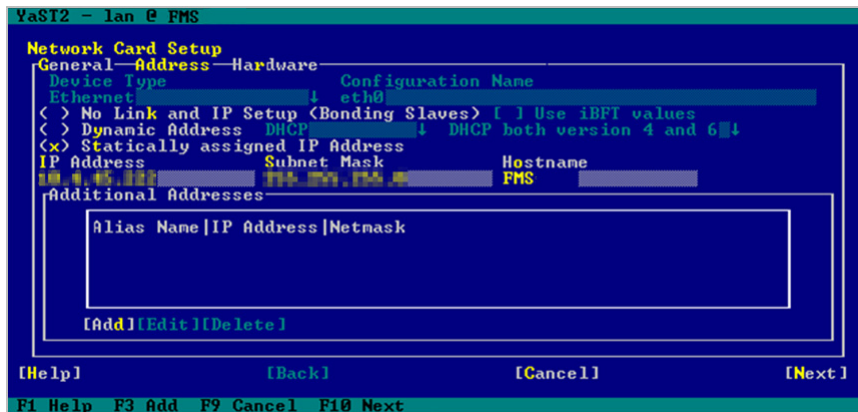 YaST2 - lan @ FMS
Network Card Setup
General Address Hardware
Device Type Configuration Name
Ethernet↓ eth0
( ) No Link and IP Setup (Bonding Slaves) [ ] Use iBFT values
( ) Dynamic Address DHCP↓ DHCP both version 4 and 6↓
(x) Statically assigned IP Address
IP Address Subnet Mask Hostname
FMS
Additional Addresses
Alias Name|IP Address|Netmask
[Add][Edit][Delete]
[Help] [Back] [Cancel] [Next]
F1 Help F3 Add F9 Cancel F10 Next